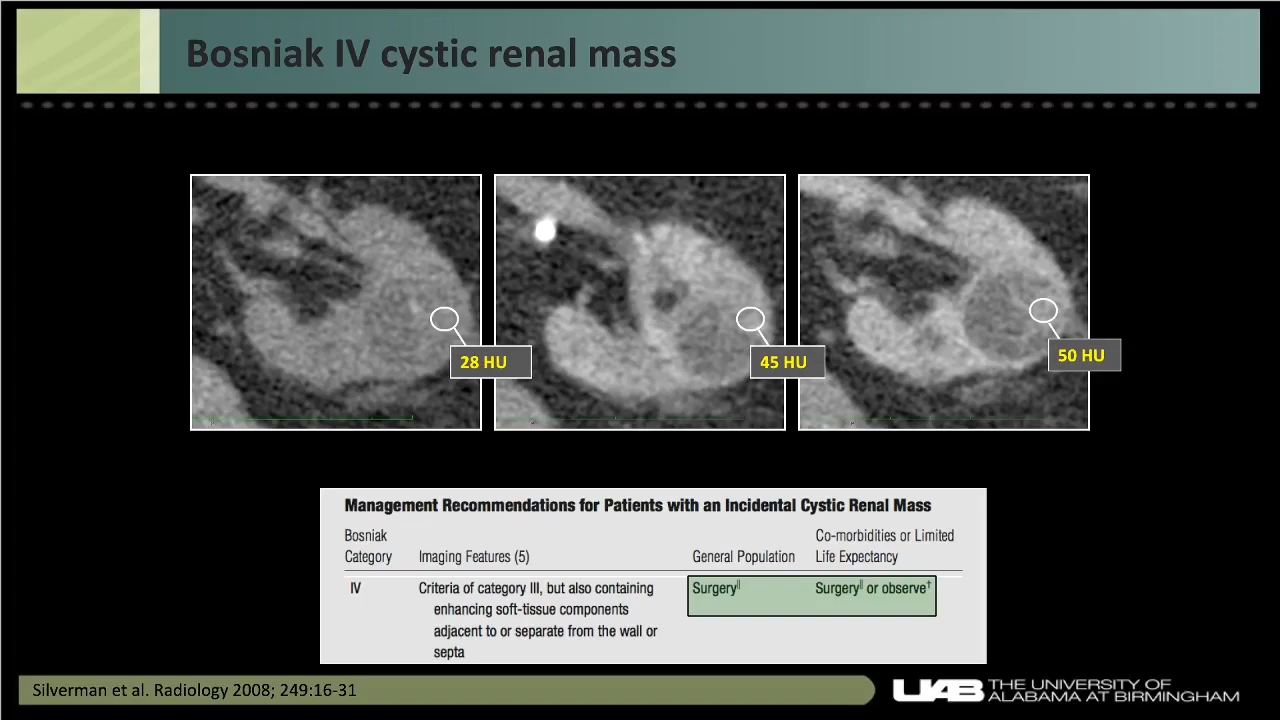 Bosniak IV cystic renal mass
28 HU
45 HU
50 HU
Management Recommendations for Patients with an Incidental Cystic Renal Mass
Bosniak Category
Imaging Features (5)
General Population
Co-morbidities or Limited Life Expectancy
IV
Criteria of category III, but also containing
enhancing soft-tissue components
adjacent to or separate from the wall or
septa
Surgery‖
Surgery‖ or observe†
Silverman et al. Radiology 2008; 249:16-31
UAB
THE UNIVERSITY OF
ALABAMA AT BIRMINGHAM